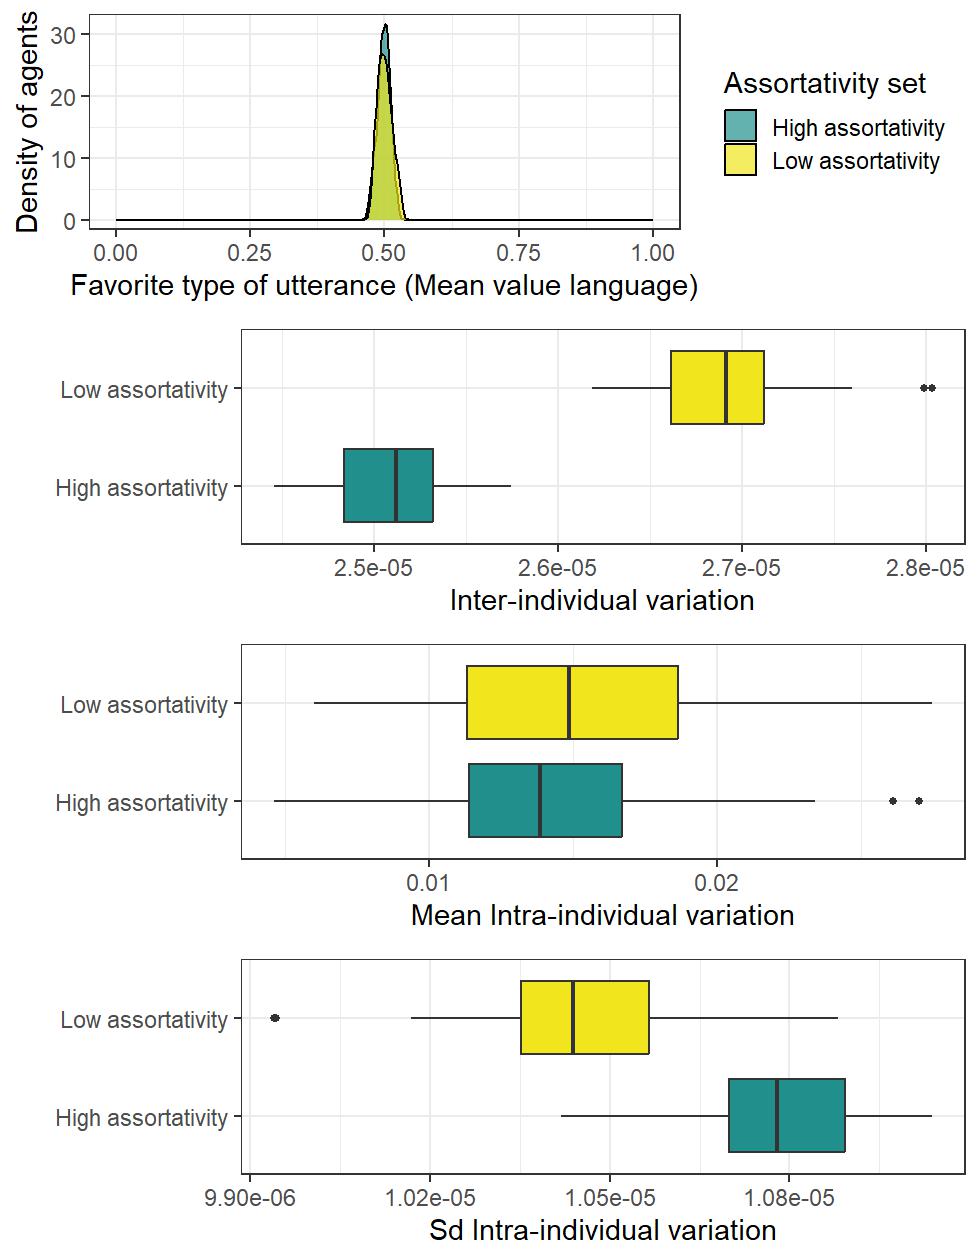 Density of agents
30
20
10
0
0.00 0.25 0.50 0.75 1.00
Favorite type of utterance (Mean value language)
Assortativity set
High assortativity
Low assortativity
Low assortativity
High assortativity
2.5e-05 2.6e-05 2.7e-05 2.8e-05
Inter-individual variation
Low assortativity
High assortativity
0.01 0.02
Mean Intra-individual variation
Low assortativity
High assortativity
9.90e-06 1.02e-05 1.05e-05 1.08e-05
Sd Intra-individual variation